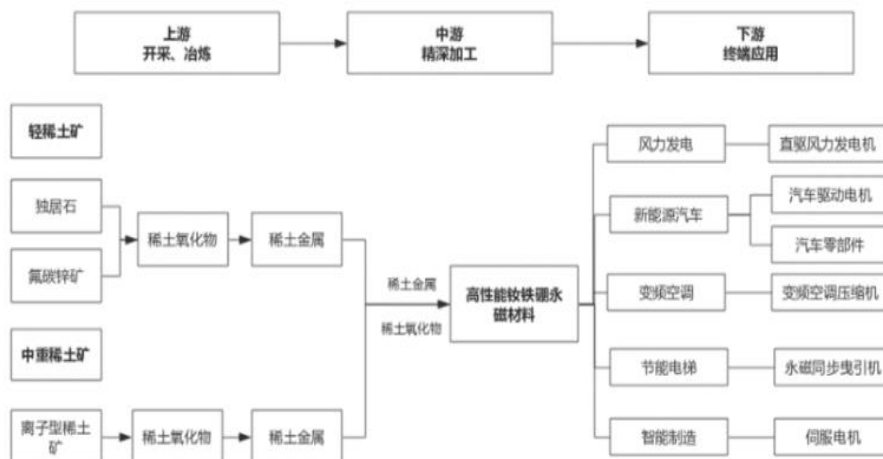 上游
开采、冶炼
中游
精深加工
下游
终端应用
轻稀土矿
独居石
氟碳锌矿
稀土氧化物
稀土金属
中重稀土矿
离子型稀土
矿
稀土氧化物
稀土金属
稀土金属
稀土氧化物
高性能钕铁硼永
磁材料
风力发电
直驱风力发电机
新能源汽车
汽车驱动电机
汽车零部件
变频空调
变频空调压缩机
节能电梯
永磁同步曳引机
智能制造
伺服电机